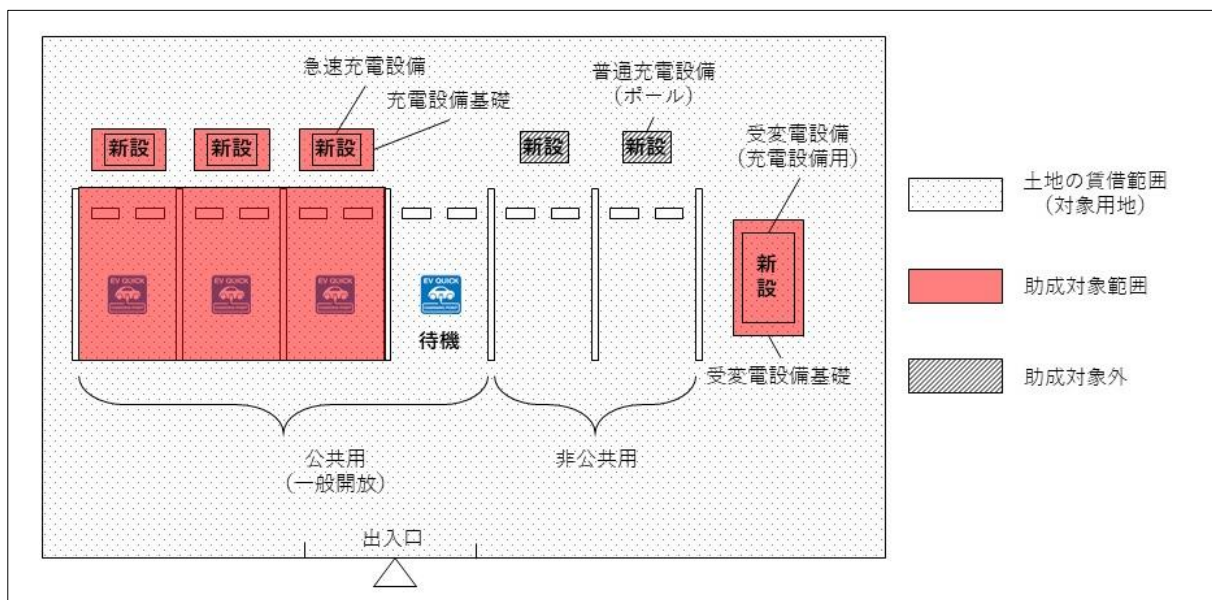 急速充電設備
充電設備基礎
普通充電設備
(ポール)
受変電設備
(充電設備用)
新設
新設
新設
新設
新設
新設
EV QUICK
EV QUICK
EV QUICK
EV QUICK
待機
受変電設備基礎
公共用
(一般開放)
非公共用
出入口
土地の賃借範囲
(対象用地)
助成対象範囲
助成対象外